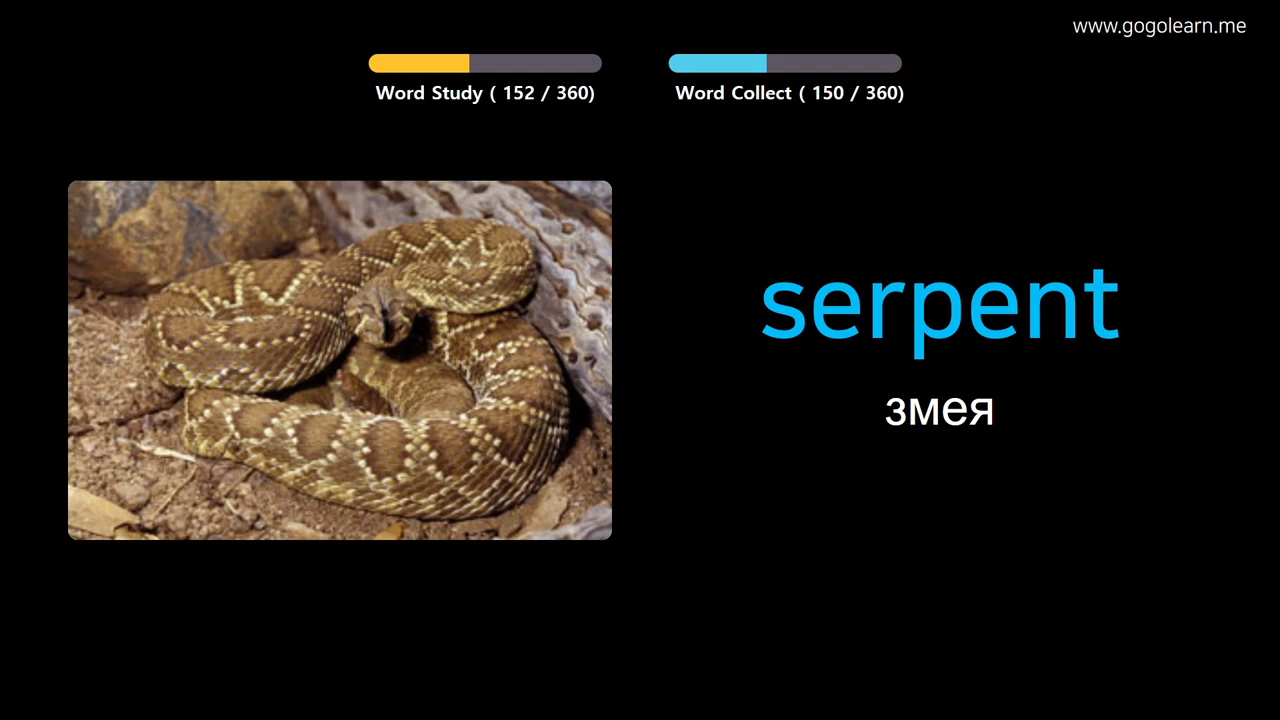 www.gogolearn.me
Word Study ( 152 / 360)
Word Collect ( 150 / 360)
serpent
змея